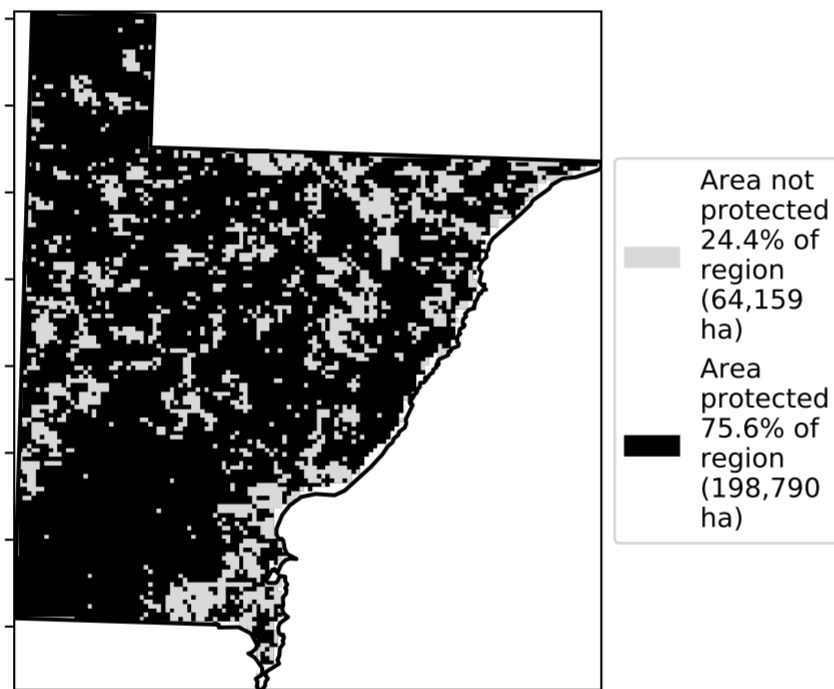 Area not
protected
24.4% of
region
(64,159
ha)
Area
protected
75.6% of
region
(198,790
ha)